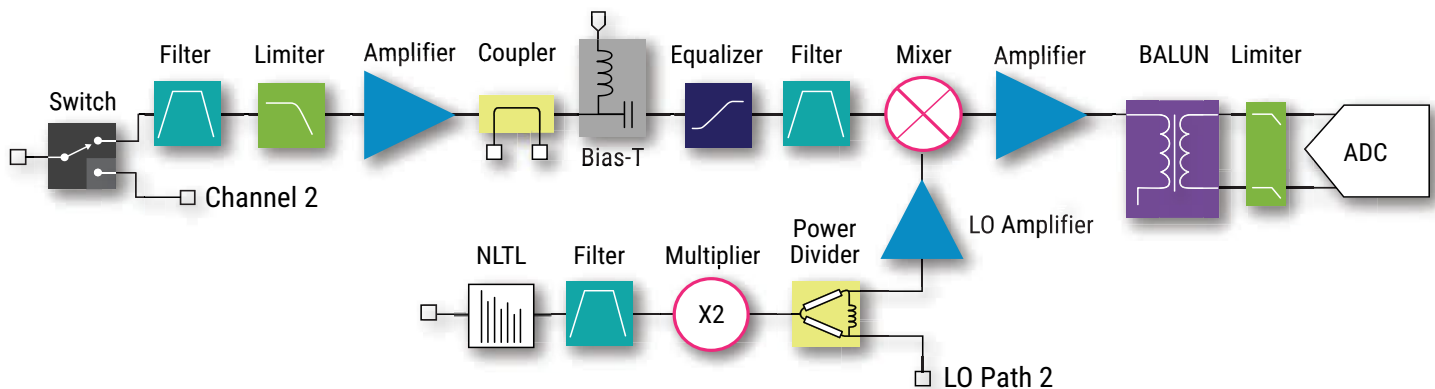 Switch
Filter
Limiter
Amplifier
Coupler
Bias-T
Equalizer
Filter
Mixer
Amplifier
BALUN
Limiter
ADC
Channel 2
NLTL
Filter
Multiplier
X2
Power
Divider
LO Amplifier
LO Path 2